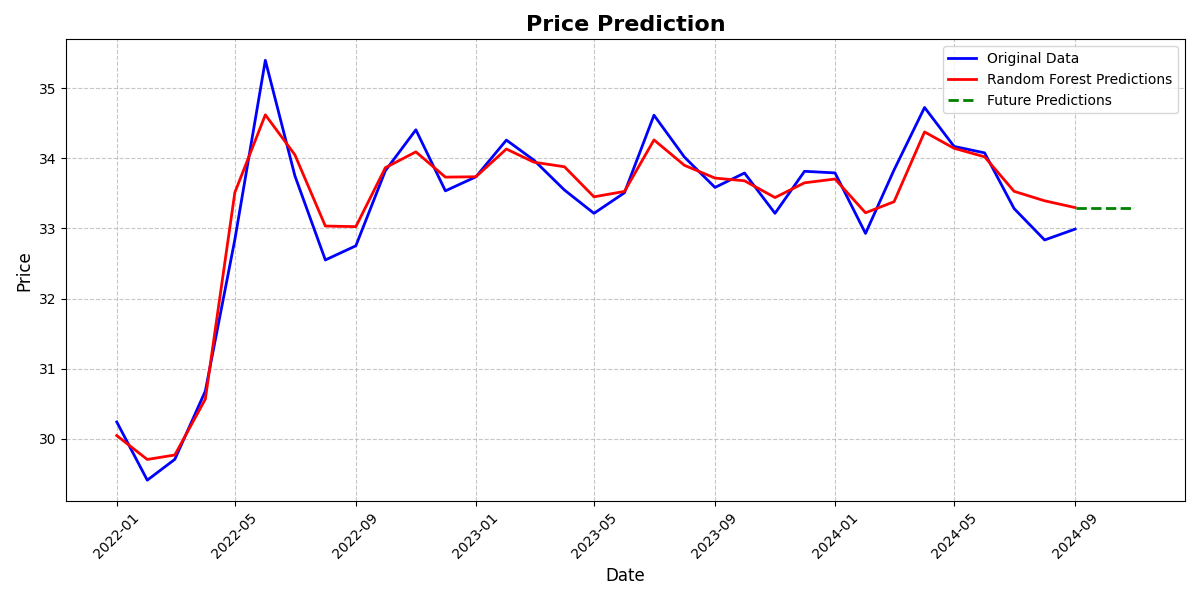 Price Prediction
Original Data
Random Forest Predictions
Future Predictions
Price
35
34
33
32
31
30
2022-01
2022-05
2022-09
2023-01
2023-05
2023-09
2024-01
2024-05
2024-09
Date